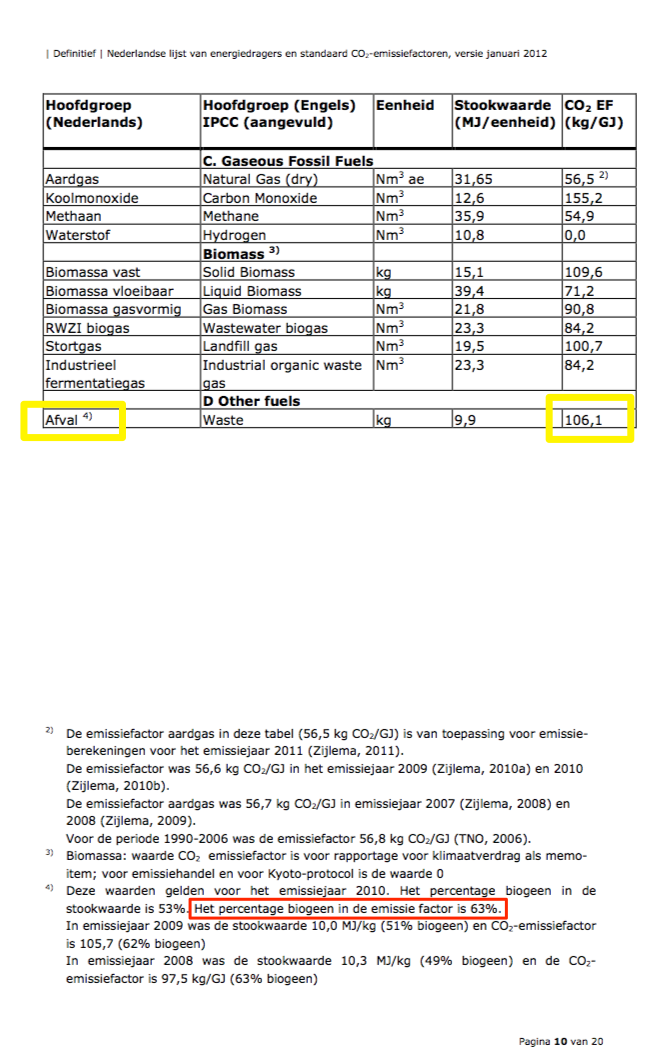 | Definitief | Nederlandse lijst van energiedragers en standaard CO₂-emissiefactoren, versie januari 2012
Hoofdgroep (Nederlands) Hoofdgroep (Engels) IPCC (aangevuld) Eenheid Stookwaarde (MJ/eenheid) CO₂ EF (kg/GJ)
C. Gaseous Fossil Fuels
Aardgas Natural Gas (dry) Nm³ ae 31,65 56,5 ²⁾
Koolmonoxide Carbon Monoxide Nm³ 12,6 155,2
Methaan Methane Nm³ 35,9 54,9
Waterstof Hydrogen Nm³ 10,8 0,0
Biomass ³⁾
Biomassa vast Solid Biomass kg 15,1 109,6
Biomassa vloeibaar Liquid Biomass kg 39,4 71,2
Biomassa gasvormig Gas Biomass Nm³ 21,8 90,8
RWZI biogas Wastewater biogas Nm³ 23,3 84,2
Stortgas Landfill gas Nm³ 19,5 100,7
Industrieel fermentatiegas Industrial organic waste gas Nm³ 23,3 84,2
D Other fuels
Afval ⁴⁾ Waste kg 9,9 106,1
²⁾ De emissiefactor aardgas in deze tabel (56,5 kg CO₂/GJ) is van toepassing voor emissie-
berekeningen voor het emissiejaar 2011 (Zijlema, 2011).
De emissiefactor was 56,6 kg CO₂/GJ in het emissiejaar 2009 (Zijlema, 2010a) en 2010
(Zijlema, 2010b).
De emissiefactor aardgas was 56,7 kg CO₂/GJ in emissiejaar 2007 (Zijlema, 2008) en
2008 (Zijlema, 2009).
Voor de periode 1990-2006 was de emissiefactor 56,8 kg CO₂/GJ (TNO, 2006).
³⁾ Biomassa: waarde CO₂ emissiefactor is voor rapportage voor klimaatverdrag als memo-
item; voor emissiehandel en voor Kyoto-protocol is de waarde 0
⁴⁾ Deze waarden gelden voor het emissiejaar 2010. Het percentage biogeen in de
stookwaarde is 53%. Het percentage biogeen in de emissie factor is 63%.
In emissiejaar 2009 was de stookwaarde 10,0 MJ/kg (51% biogeen) en CO₂-emissiefactor
is 105,7 (62% biogeen)
In emissiejaar 2008 was de stookwaarde 10,3 MJ/kg (49% biogeen) en de CO₂-
emissiefactor is 97,5 kg/GJ (63% biogeen)
Pagina 10 van 20